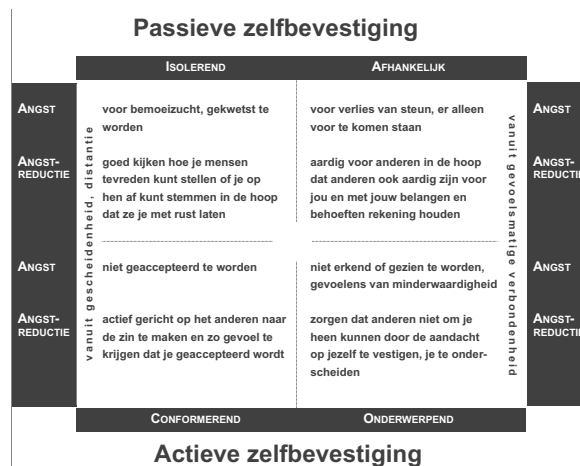 Passieve zelfbevestiging
ISOLEREND
AFHANKELIJK
ANGST
voor bemoeizucht, gekwetst te
worden
voor verlies van steun, er alleen
voor te komen staan
ANGST
ANGST-
REDUCTIE
goed kijken hoe je mensen
tevreden kunt stellen of je op
hen af kunt stemmen in de hoop
dat ze je met rust laten
aardig voor anderen in de hoop
dat anderen ook aardig zijn voor
jou en met jouw belangen en
behoeften rekening houden
ANGST-
REDUCTIE
vanuit gescheidenheid, distantie
vanuit gevoelsmatige verbondenheid
ANGST
niet geaccepteerd te worden
niet erkend of gezien te worden,
gevoelens van minderwaardigheid
ANGST
ANGST-
REDUCTIE
actief gericht op het anderen naar
de zin te maken en zo gevoel te
krijgen dat je geaccepteerd wordt
zorgen dat anderen niet om je
heen kunnen door de aandacht
op jezelf te vestigen, je te onder-
scheiden
ANGST-
REDUCTIE
CONFORMEREND
ONDERWERPEND
Actieve zelfbevestiging